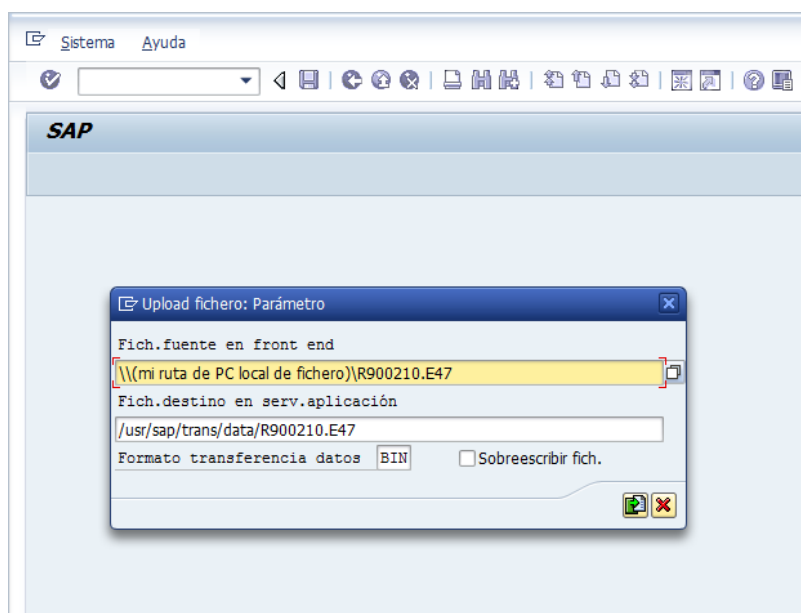 Sistema Ayuda
SAP
Upload fichero: Parámetro
Fich.fuente en front end
\\(mi ruta de PC local de fichero)\R900210.E47
Fich.destino en serv.aplicación
/usr/sap/trans/data/R900210.E47
Formato transferencia datos BIN Sobreescribir fich.